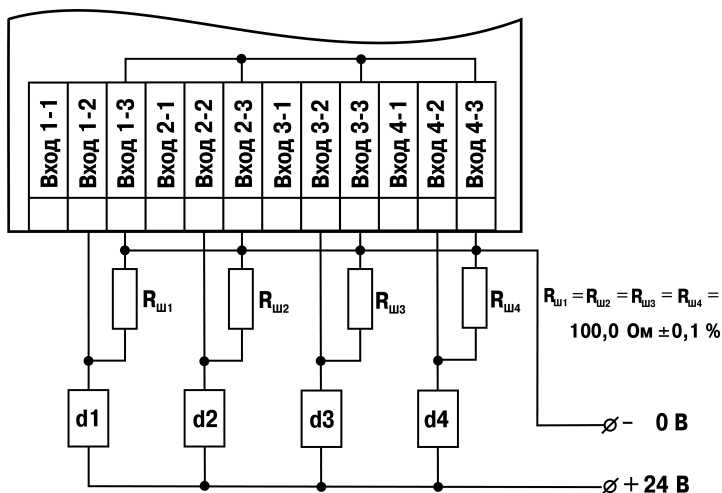 Вход 1-1
Вход 1-2
Вход 1-3
Вход 2-1
Вход 2-2
Вход 2-3
Вход 3-1
Вход 3-2
Вход 3-3
Вход 4-1
Вход 4-2
Вход 4-3
Rш1
Rш2
Rш3
Rш4
Rш1 = Rш2 = Rш3 = Rш4 =
100,0 Ом ±0,1 %
d1
d2
d3
d4
- 0 В
+ 24 В